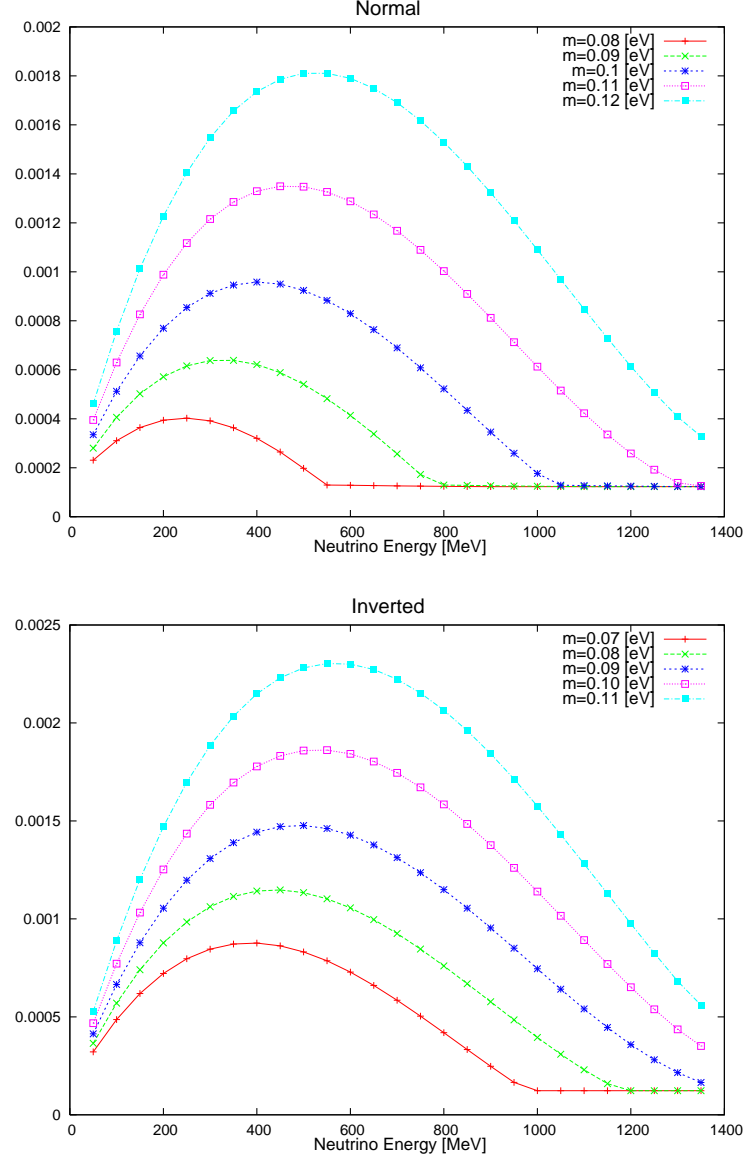 Normal
0.002
0.0018
0.0016
0.0014
0.0012
0.001
0.0008
0.0006
0.0004
0.0002
0
m=0.08 [eV]
m=0.09 [eV]
m=0.1 [eV]
m=0.11 [eV]
m=0.12 [eV]
0 200 400 600 800 1000 1200 1400
Neutrino Energy [MeV]
Inverted
0.0025
0.002
0.0015
0.001
0.0005
0
m=0.07 [eV]
m=0.08 [eV]
m=0.09 [eV]
m=0.10 [eV]
m=0.11 [eV]
0 200 400 600 800 1000 1200 1400
Neutrino Energy [MeV]